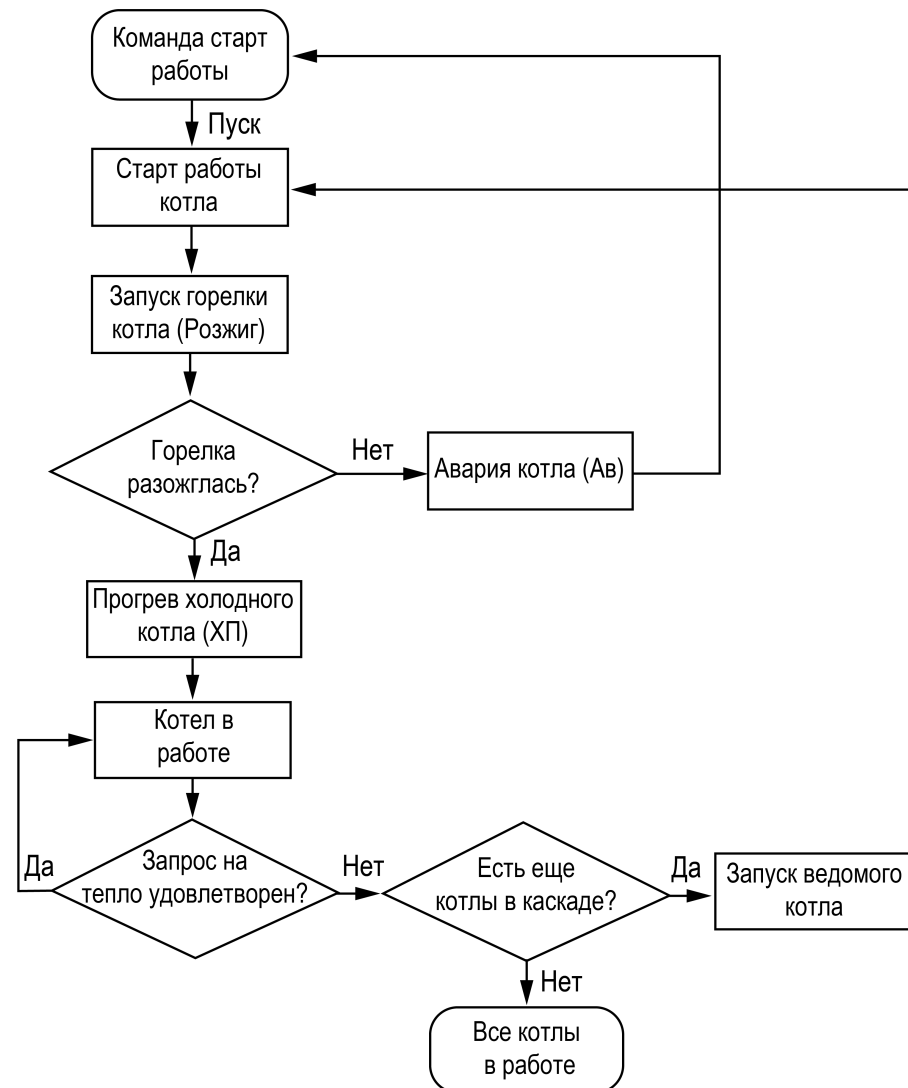 Команда старт
работы
Пуск
Старт работы
котла
Запуск горелки
котла (Розжиг)
Горелка
разожглась?
Нет
Авария котла (Ав)
Да
Прогрев холодного
котла (ХП)
Котел в
работе
Да
Запрос на
тепло удовлетворен?
Нет
Есть еще
котлы в каскаде?
Да
Запуск ведомого
котла
Нет
Все котлы
в работе